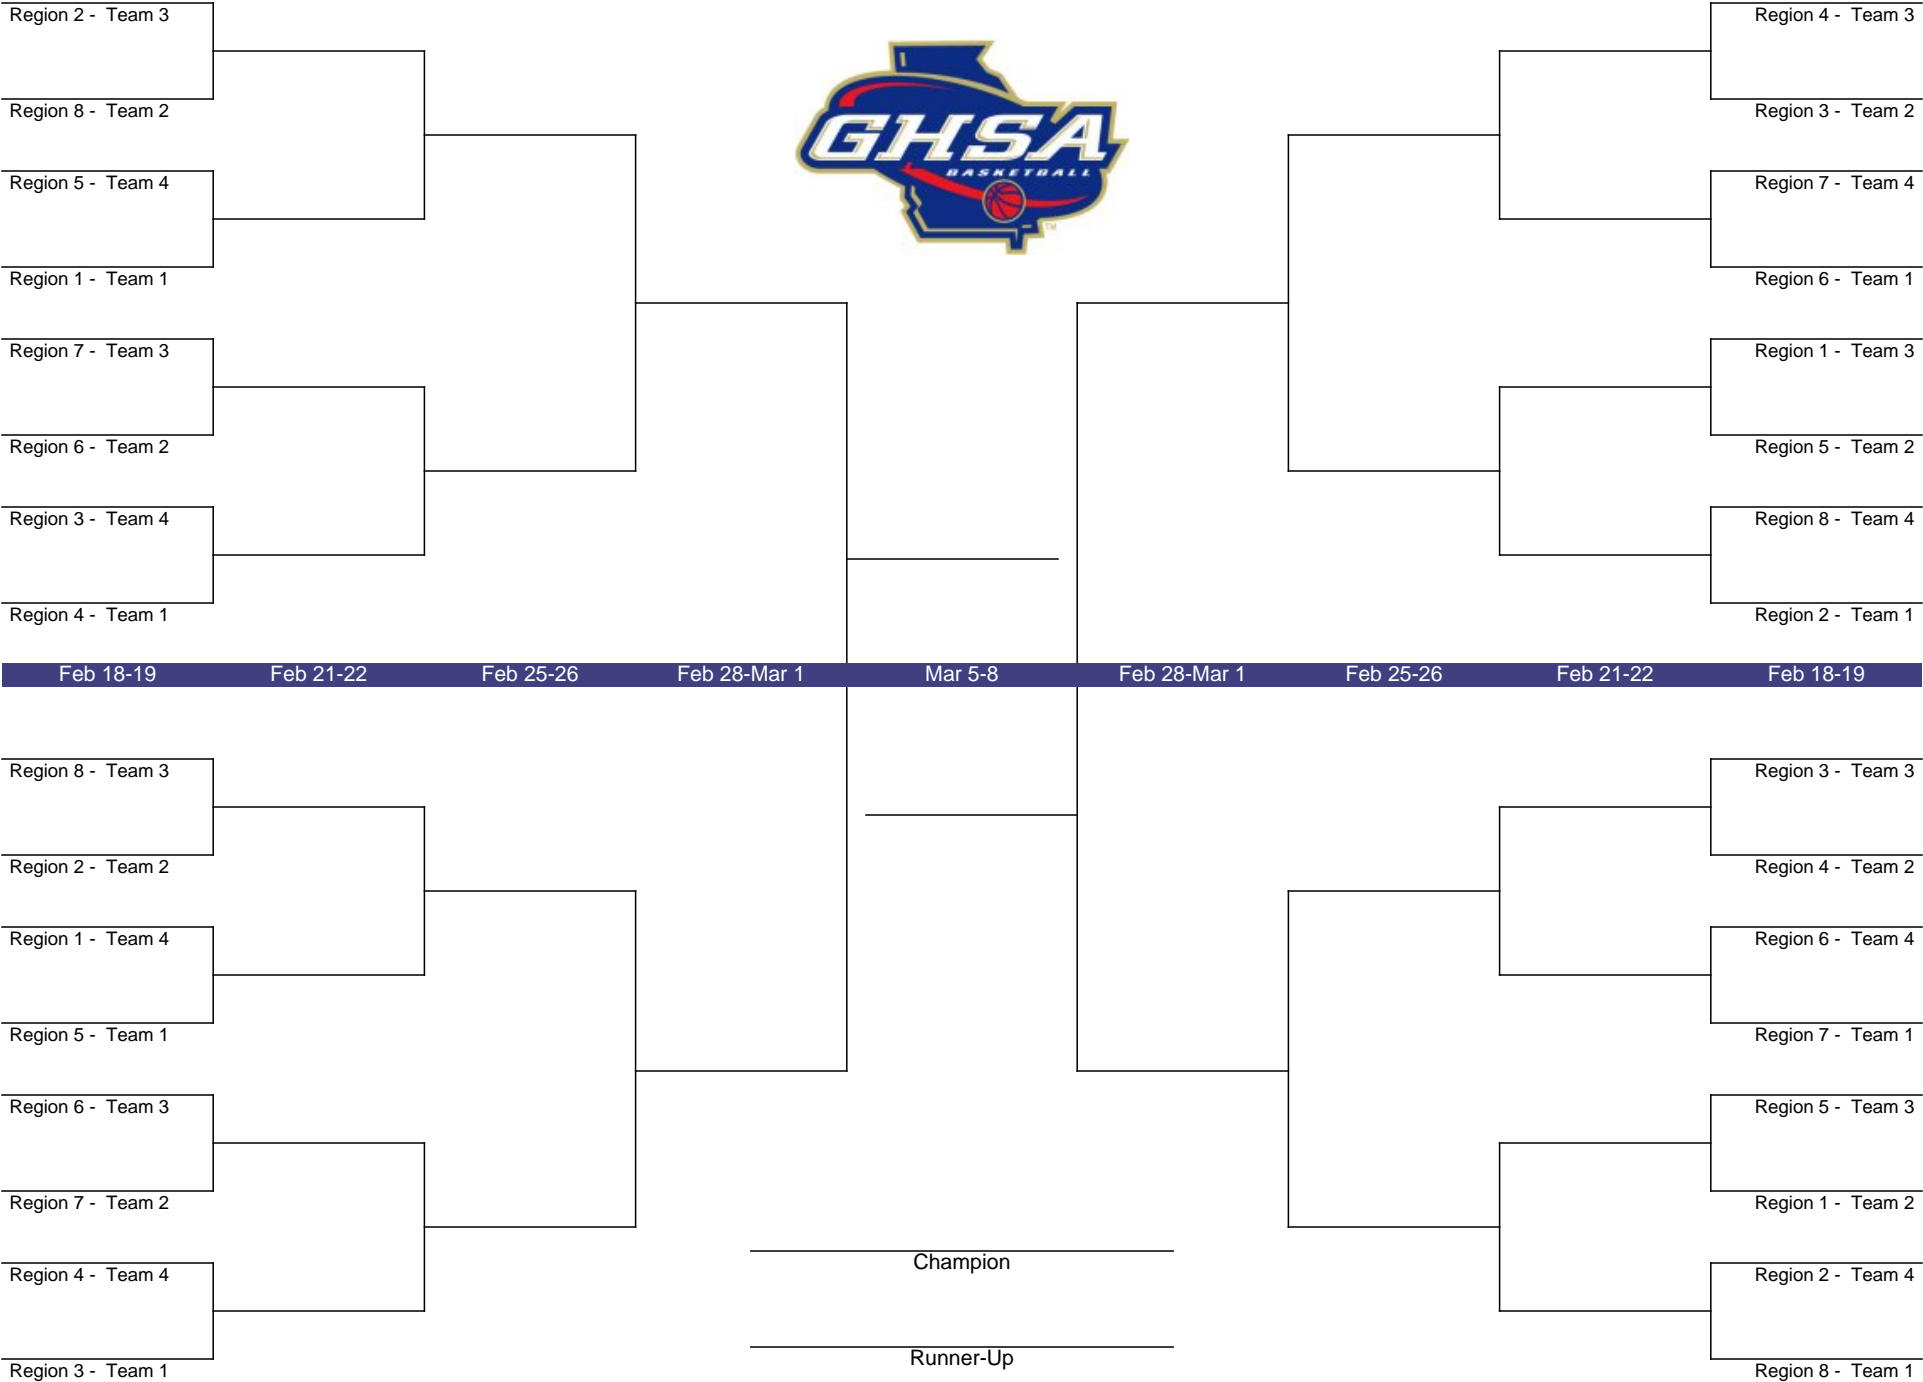 Region 2 - Team 3
Region 4 - Team 3
GHSA
BASKETBALL
TM
Region 8 - Team 2
Region 3 - Team 2
Region 5 - Team 4
Region 7 - Team 4
Region 1 - Team 1
Region 6 - Team 1
Region 7 - Team 3
Region 1 - Team 3
Region 6 - Team 2
Region 5 - Team 2
Region 3 - Team 4
Region 8 - Team 4
Region 4 - Team 1
Region 2 - Team 1
Feb 18-19 Feb 21-22 Feb 25-26 Feb 28-Mar 1 Mar 5-8 Feb 28-Mar 1 Feb 25-26 Feb 21-22 Feb 18-19
Region 8 - Team 3
Region 3 - Team 3
Region 2 - Team 2
Region 4 - Team 2
Region 1 - Team 4
Region 6 - Team 4
Region 5 - Team 1
Region 7 - Team 1
Region 6 - Team 3
Region 5 - Team 3
Region 7 - Team 2
Region 1 - Team 2
Champion
Region 4 - Team 4
Region 2 - Team 4
Runner-Up
Region 3 - Team 1
Region 8 - Team 1